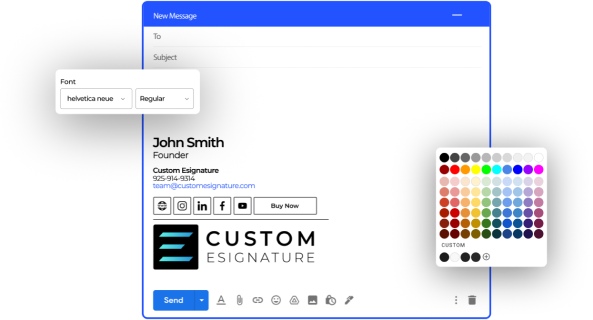 New Message
To
Subject
Font
helvetica neue
Regular
John Smith
Founder
Custom Esignature
925-914-9314
team@customesignature.com
Buy Now
CUSTOM
ESIGNATURE
CUSTOM
Send